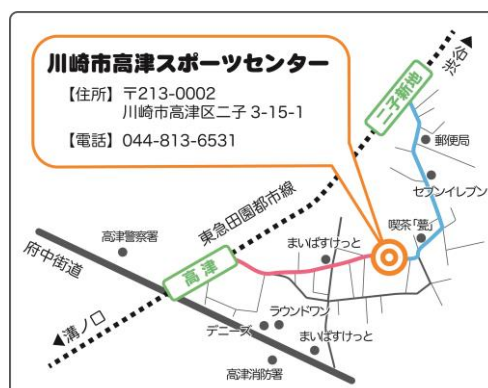 川崎市高津スポーツセンター
【住所】〒213-0002
川崎市高津区二子 3-15-1
【電話】044-813-6531
▲渋谷
二子新地
郵便局
セブンイレブン
喫茶「甍」
東急田園都市線
高津警察署
まいばすけっと
府中街道
高津
ラウンドワン
デニーズ
まいばすけっと
▲溝ノ口
高津消防署